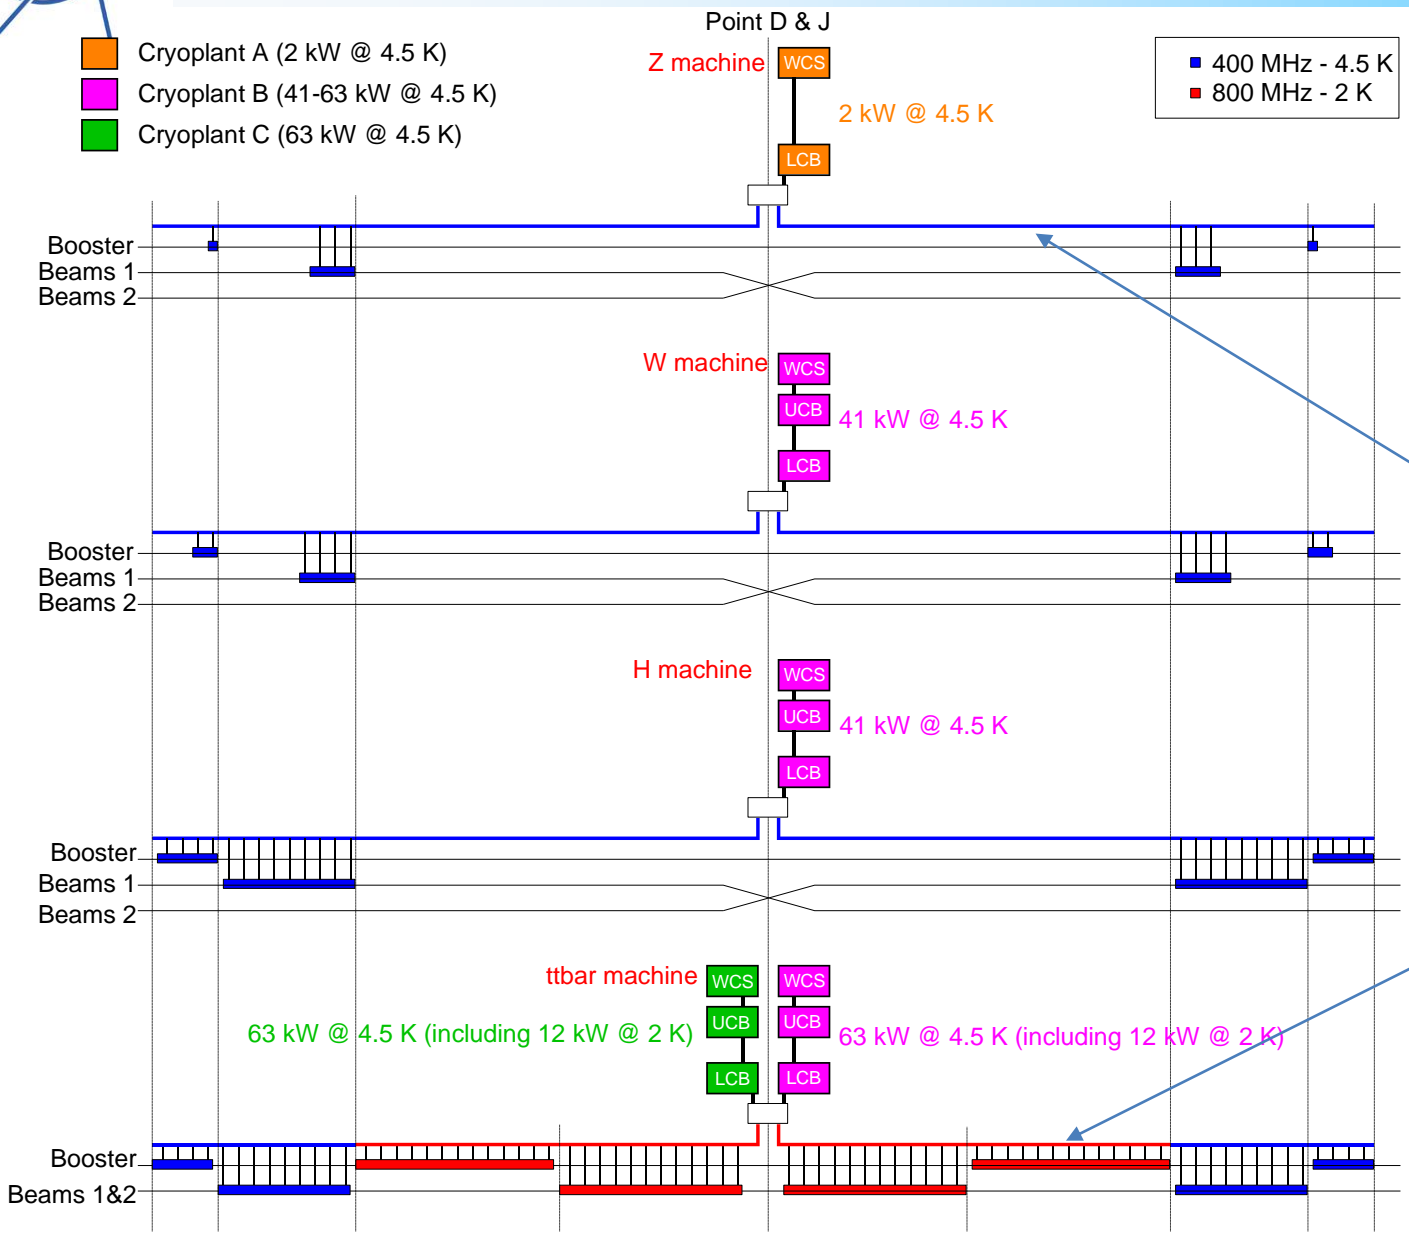 Point D & J
Cryoplant A (2 kW @ 4.5 K)
Cryoplant B (41-63 kW @ 4.5 K)
Cryoplant C (63 kW @ 4.5 K)
400 MHz - 4.5 K
800 MHz - 2 K
Z machine
WCS
2 kW @ 4.5 K
LCB
Booster
Beams 1
Beams 2
W machine
WCS
UCB
41 kW @ 4.5 K
LCB
Booster
Beams 1
Beams 2
H machine
WCS
UCB
41 kW @ 4.5 K
LCB
Booster
Beams 1
Beams 2
ttbar machine
WCS
WCS
UCB
UCB
63 kW @ 4.5 K (including 12 kW @ 2 K)
63 kW @ 4.5 K (including 12 kW @ 2 K)
LCB
LCB
Booster
Beams 1&2